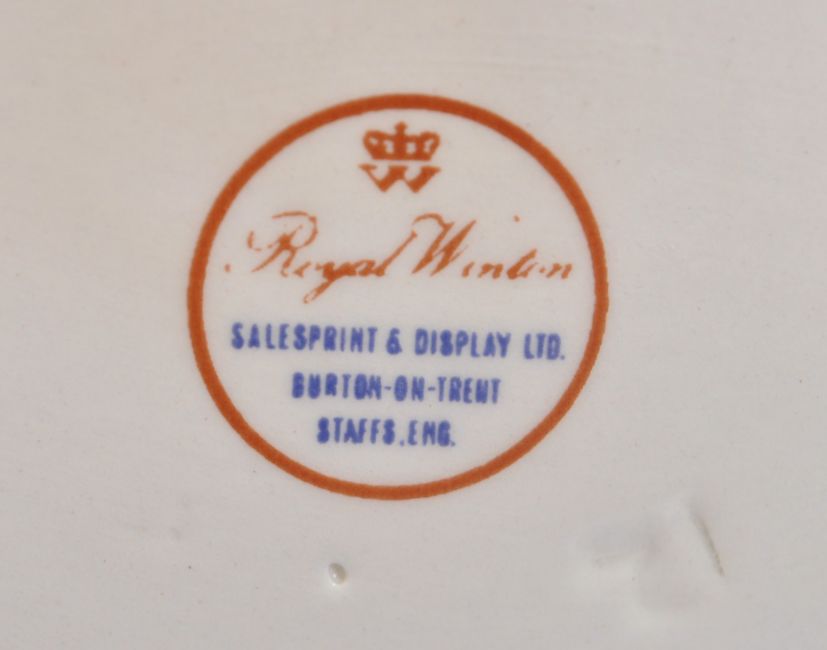 W
Royal Winton
SALESPRINT & DISPLAY LTD.
BURTON-ON-TRENT
STAFFS.ENG.